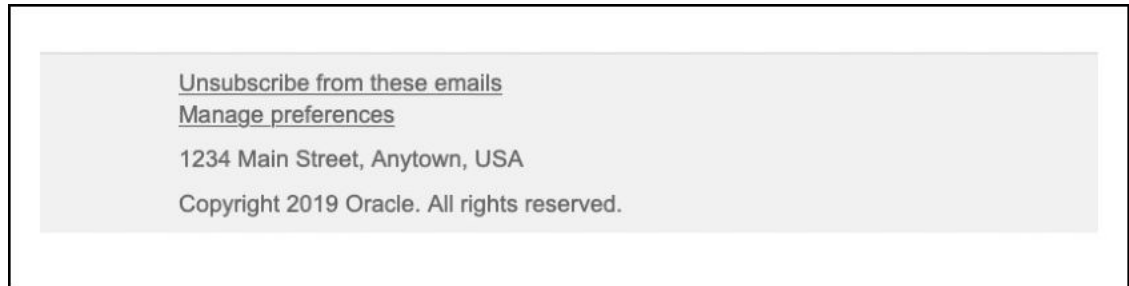 Unsubscribe from these emails
Manage preferences
1234 Main Street, Anytown, USA
Copyright 2019 Oracle. All rights reserved.